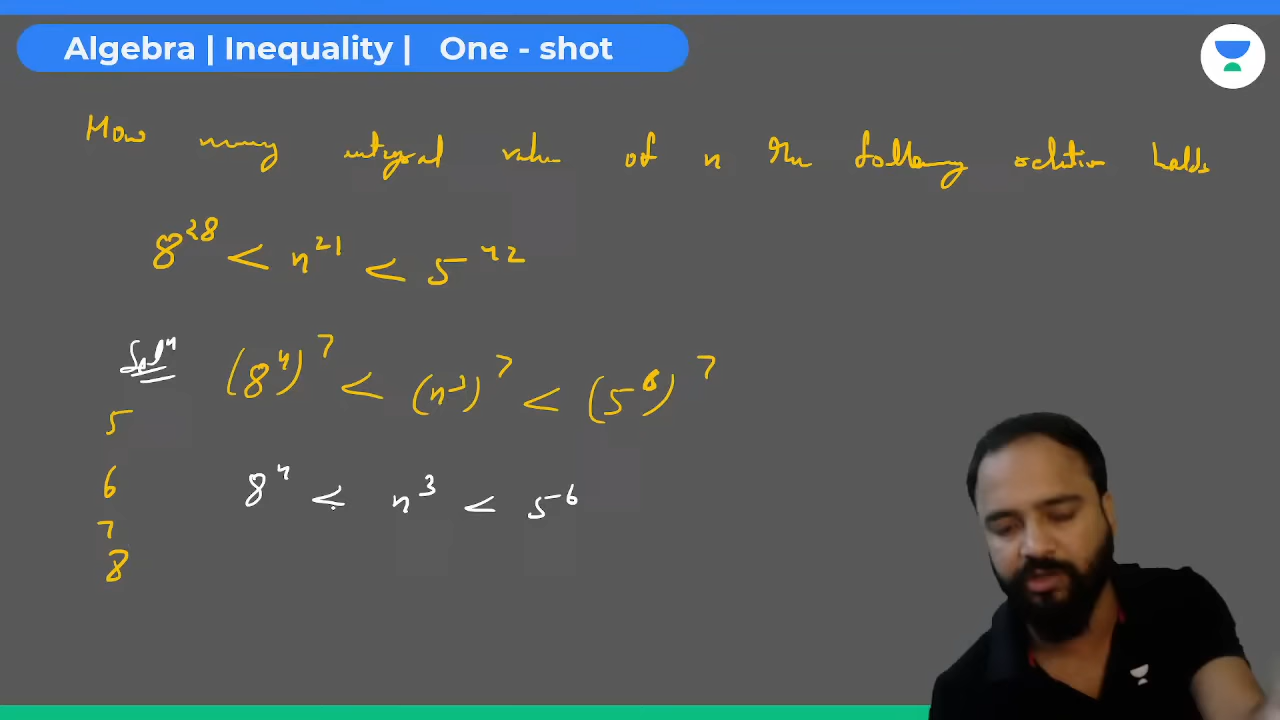 Algebra | Inequality | One - shot
How many integral value of n the following relation holds
8^28 < n^21 < 5^42
Solⁿ (8^4)^7 < (n^3)^7 < (5^6)^7
5
6 8^4 < n^3 < 5^6
7
8